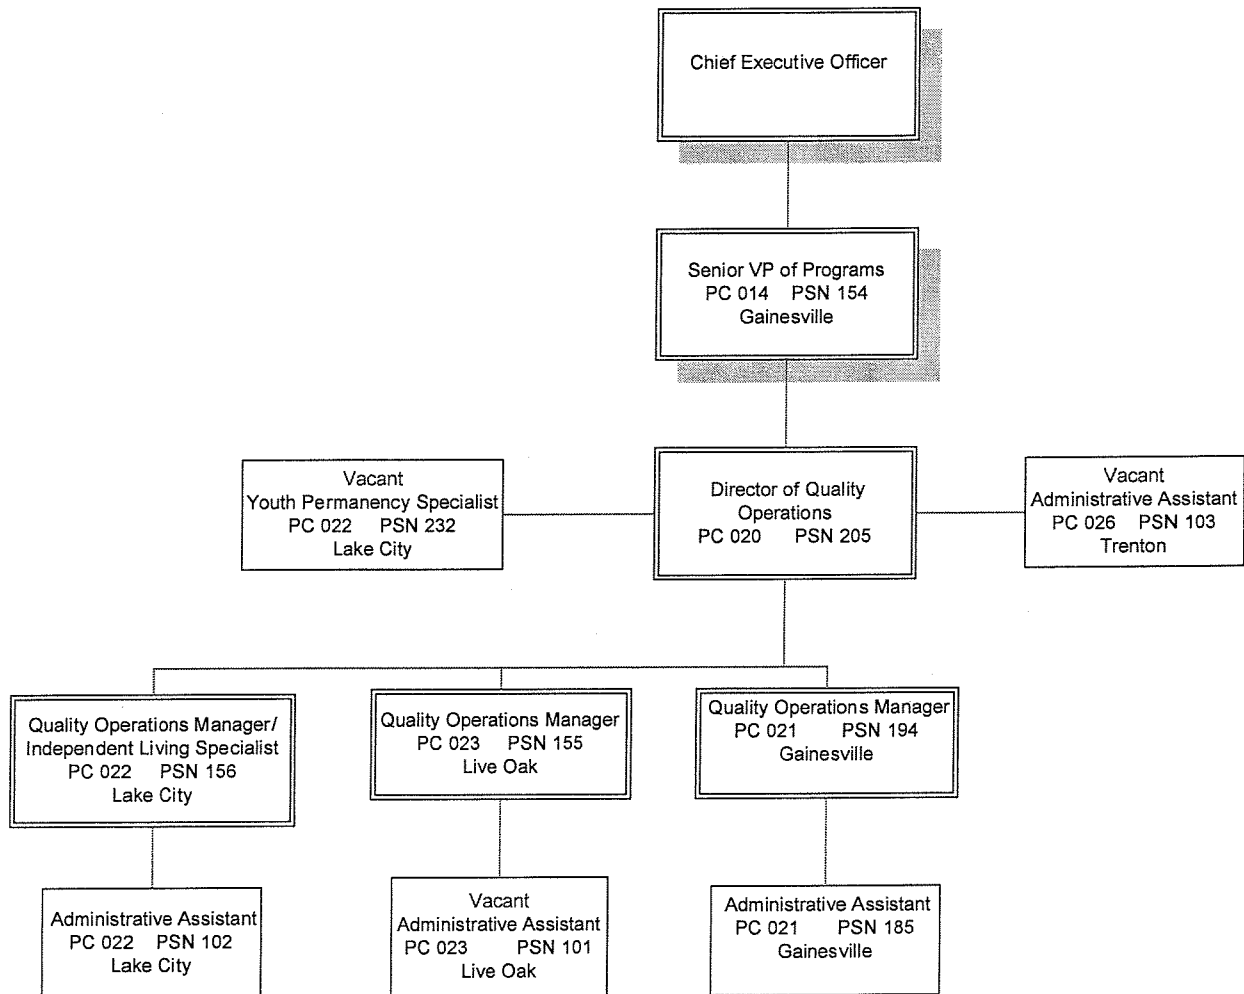 Chief Executive Officer
Senior VP of Programs
PC 014 PSN 154
Gainesville
Vacant
Youth Permanency Specialist
PC 022 PSN 232
Lake City
Director of Quality
Operations
PC 020 PSN 205
Vacant
Administrative Assistant
PC 026 PSN 103
Trenton
Quality Operations Manager/
Independent Living Specialist
PC 022 PSN 156
Lake City
Quality Operations Manager
PC 023 PSN 155
Live Oak
Quality Operations Manager
PC 021 PSN 194
Gainesville
Administrative Assistant
PC 022 PSN 102
Lake City
Vacant
Administrative Assistant
PC 023 PSN 101
Live Oak
Administrative Assistant
PC 021 PSN 185
Gainesville